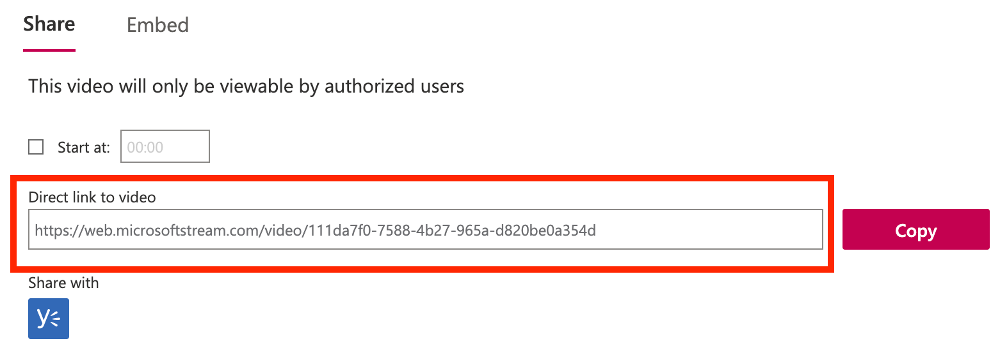 Share Embed
This video will only be viewable by authorized users
Start at: 00:00
Direct link to video
https://web.microsoftstream.com/video/111da7f0-7588-4b27-965a-d820be0a354d
Copy
Share with
y